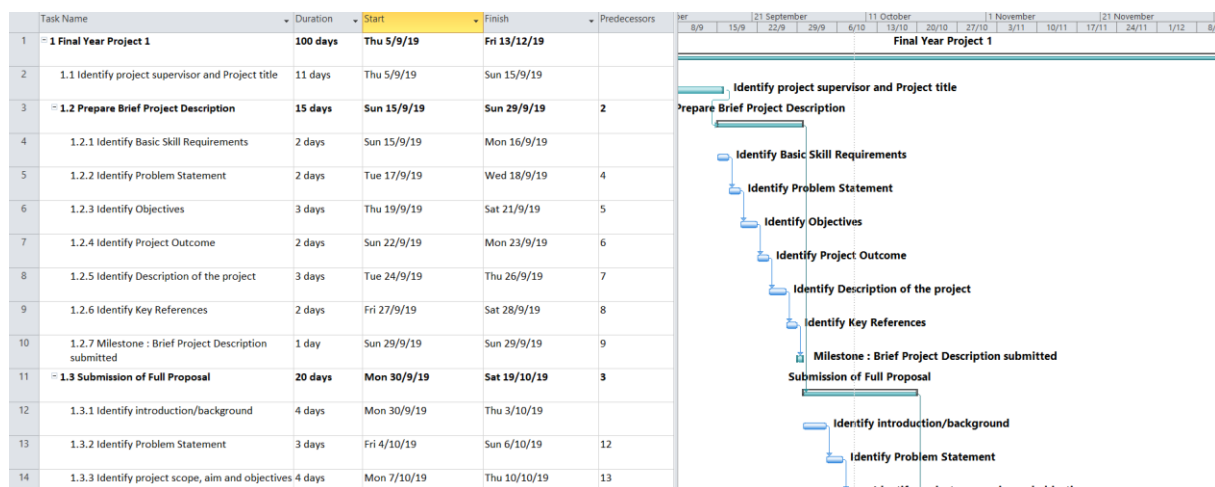 Task Name Duration Start Finish Predecessors
1 1 Final Year Project 1 100 days Thu 5/9/19 Fri 13/12/19
2 1.1 Identify project supervisor and Project title 11 days Thu 5/9/19 Sun 15/9/19
3 1.2 Prepare Brief Project Description 15 days Sun 15/9/19 Sun 29/9/19 2
4 1.2.1 Identify Basic Skill Requirements 2 days Sun 15/9/19 Mon 16/9/19
5 1.2.2 Identify Problem Statement 2 days Tue 17/9/19 Wed 18/9/19 4
6 1.2.3 Identify Objectives 3 days Thu 19/9/19 Sat 21/9/19 5
7 1.2.4 Identify Project Outcome 2 days Sun 22/9/19 Mon 23/9/19 6
8 1.2.5 Identify Description of the project 3 days Tue 24/9/19 Thu 26/9/19 7
9 1.2.6 Identify Key References 2 days Fri 27/9/19 Sat 28/9/19 8
10 1.2.7 Milestone : Brief Project Description 1 day Sun 29/9/19 Sun 29/9/19 9
submitted
11 1.3 Submission of Full Proposal 20 days Mon 30/9/19 Sat 19/10/19 3
12 1.3.1 Identify introduction/background 4 days Mon 30/9/19 Thu 3/10/19
13 1.3.2 Identify Problem Statement 3 days Fri 4/10/19 Sun 6/10/19 12
14 1.3.3 Identify project scope, aim and objectives 4 days Mon 7/10/19 Thu 10/10/19 13
21 September 11 October 1 November 21 November
8/9 15/9 22/9 29/9 6/10 13/10 20/10 27/10 3/11 10/11 17/11 24/11 1/12
Final Year Project 1
Identify project supervisor and Project title
Prepare Brief Project Description
Identify Basic Skill Requirements
Identify Problem Statement
Identify Objectives
Identify Project Outcome
Identify Description of the project
Identify Key References
Milestone : Brief Project Description submitted
Submission of Full Proposal
Identify introduction/background
Identify Problem Statement